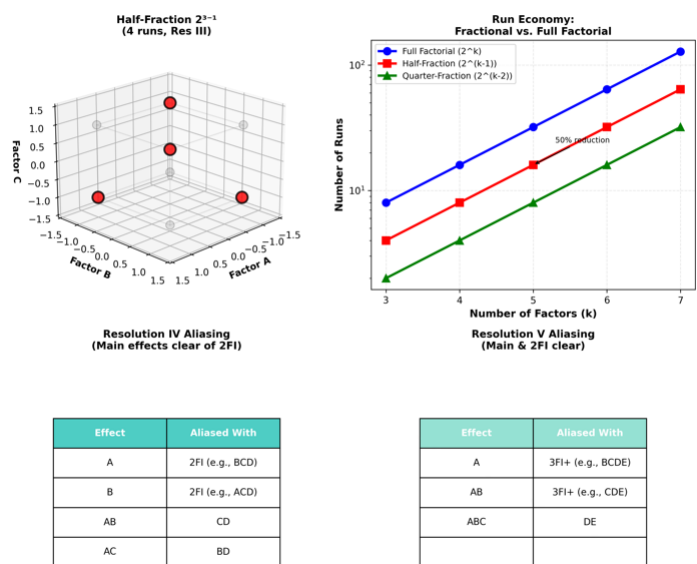 Half-Fraction 2³⁻¹
(4 runs, Res III)
Factor C
1.5
1.0
0.5
0.0
−0.5
−1.0
−1.5
−1.5
−1.0
−0.5
0.0
0.5
1.0
1.5
Factor B
1.5
1.0
0.5
0.0
−0.5
−1.0
−1.5
Factor A
Run Economy:
Fractional vs. Full Factorial
Full Factorial (2^k)
Half-Fraction (2^(k-1))
Quarter-Fraction (2^(k-2))
Number of Runs
10²
10¹
50% reduction
3 4 5 6 7
Number of Factors (k)
Resolution IV Aliasing
(Main effects clear of 2FI)
Effect Aliased With
A 2FI (e.g., BCD)
B 2FI (e.g., ACD)
AB CD
AC BD
Resolution V Aliasing
(Main & 2FI clear)
Effect Aliased With
A 3FI+ (e.g., BCDE)
AB 3FI+ (e.g., CDE)
ABC DE